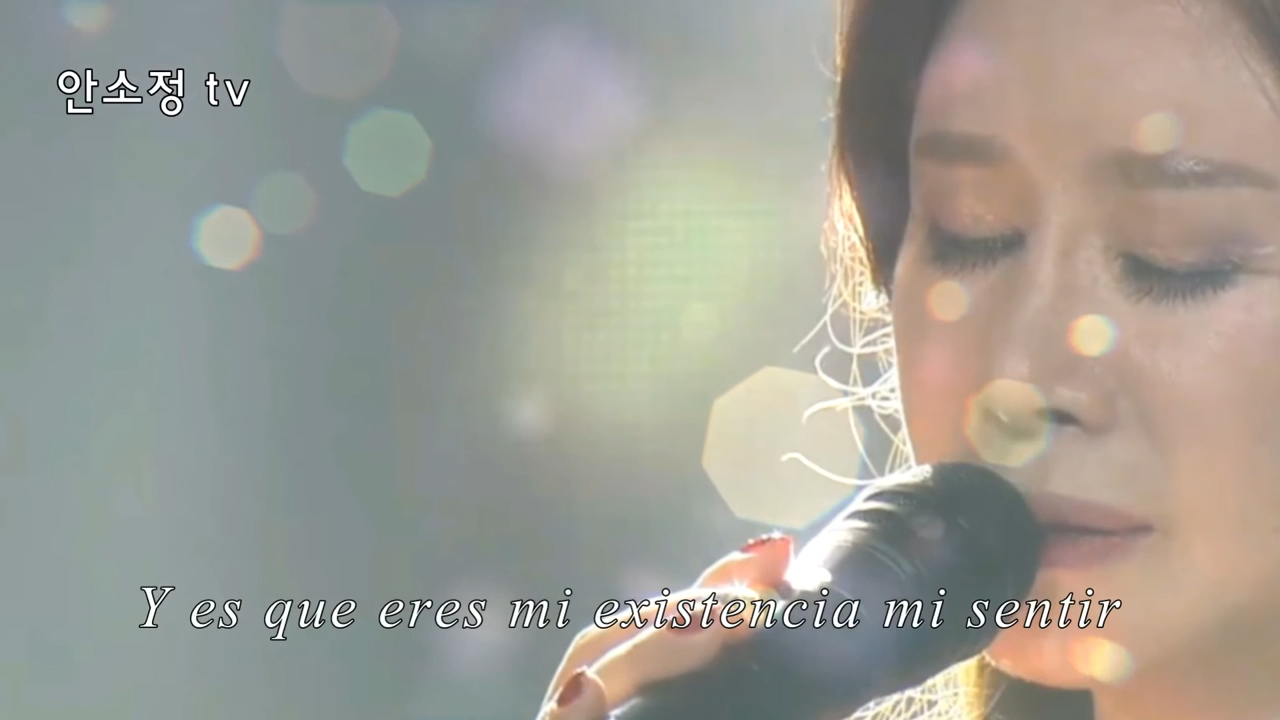 안소정 tv
Y es que eres mi existencia mi sentir